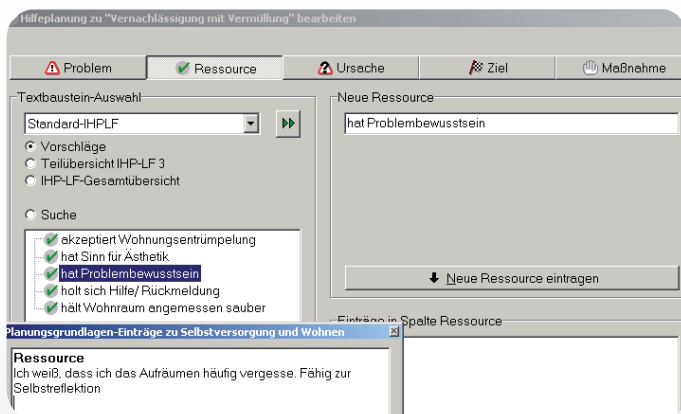 Hilfeplanung zu "Vernachlässigung mit Vermüllung" bearbeiten
Problem Ressource Ursache Ziel Maßnahme
Textbaustein-Auswahl
Standard-IHPLF
Vorschläge
Teilübersicht IHP-LF 3
IHP-LF-Gesamtübersicht
Suche
akzeptiert Wohnungsentrümpelung
hat Sinn für Ästhetik
hat Problembewusstsein
holt sich Hilfe/ Rückmeldung
hält Wohnraum angemessen sauber
Neue Ressource
hat Problembewusstsein
Neue Ressource eintragen
Einträge in Spalte Ressource
Planungsgrundlagen-Einträge zu Selbstversorgung und Wohnen
Ressource
Ich weiß, dass ich das Aufräumen häufig vergesse. Fähig zur
Selbstreflektion